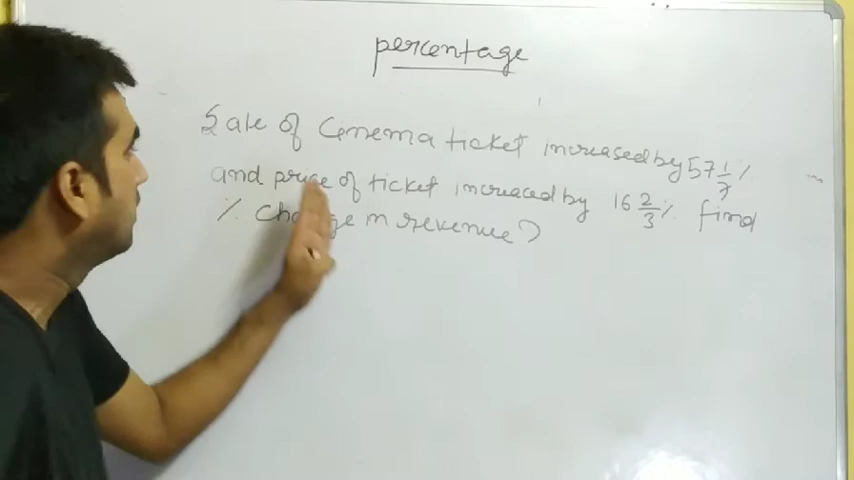 percentage
Sale of Cinema ticket increased by 57 1/7 %
and price of ticket increaced by 16 2/3 % find
% change in revenue?